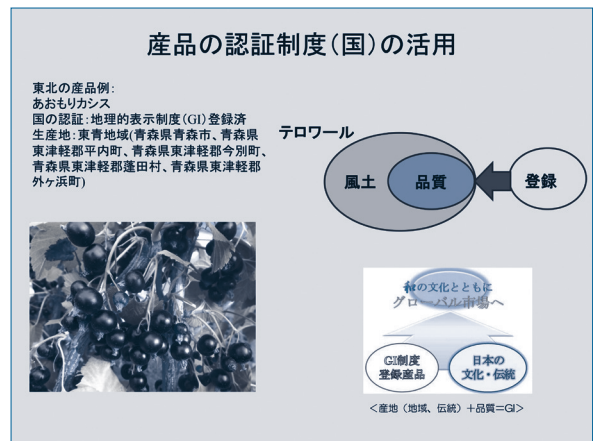 産品の認証制度(国)の活用
東北の産品例:
あおもりカシス
国の認証:地理的表示制度(GI)登録済
生産地:東青地域(青森県青森市、青森県
東津軽郡平内町、青森県東津軽郡今別町、
青森県東津軽郡蓬田村、青森県東津軽郡
外ヶ浜町)
テロワール
風土
品質
登録
和の文化とともに
グローバル市場へ
GI制度
登録産品
日本の
文化・伝統
<産地(地域、伝統)+品質=GI>